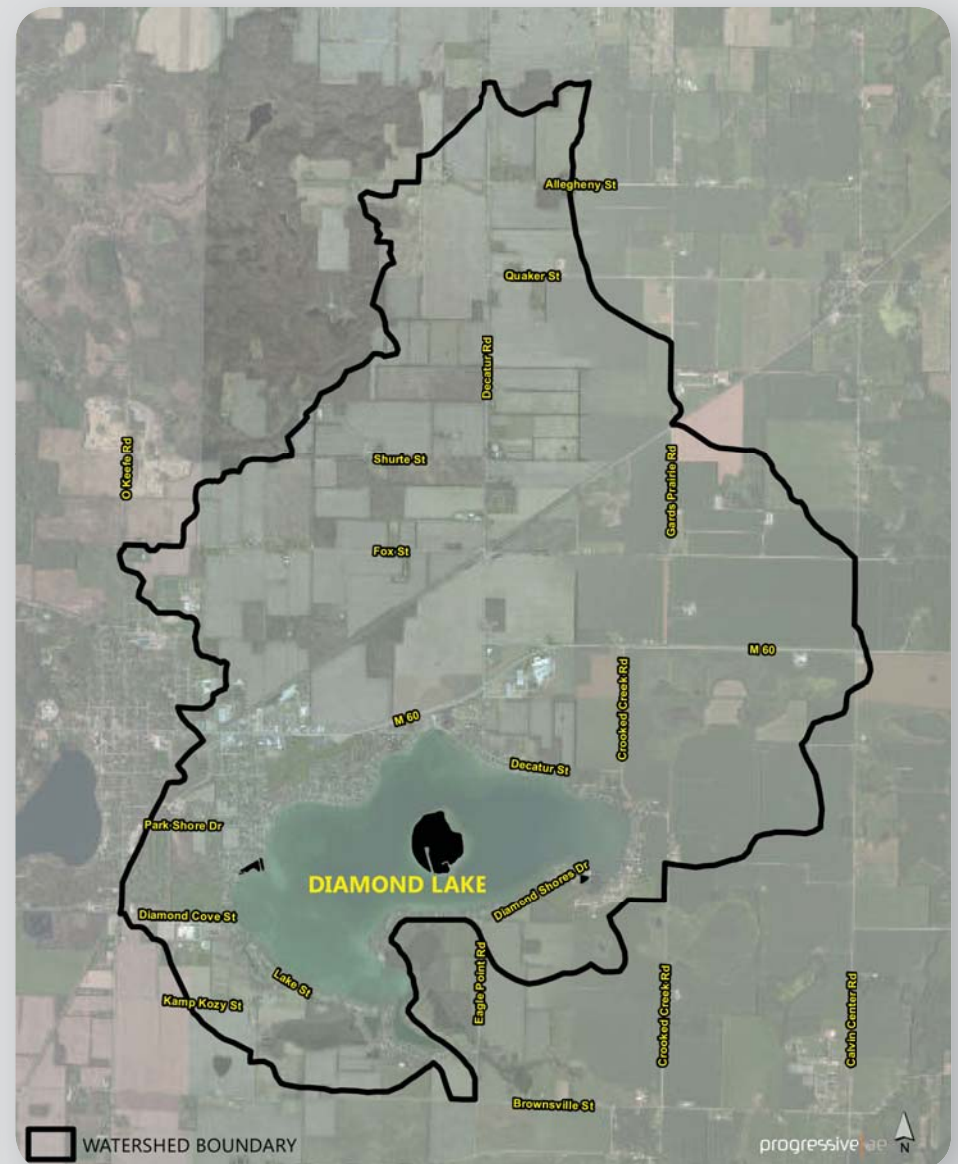 Allegheny St
Quaker St
Decatur Rd
O'Keefe Rd
Shurte St
Gards Prairie Rd
Fox St
M 60
Crooked Creek Rd
M 60
Decatur St
Park Shore Dr
DIAMOND LAKE
Diamond Shores Dr
Diamond Cove St
Lake St
Eagle Point Rd
Kamp Kozy St
Crooked Creek Rd
Calvin Center Rd
Brownsville St
WATERSHED BOUNDARY
progressive ae
N